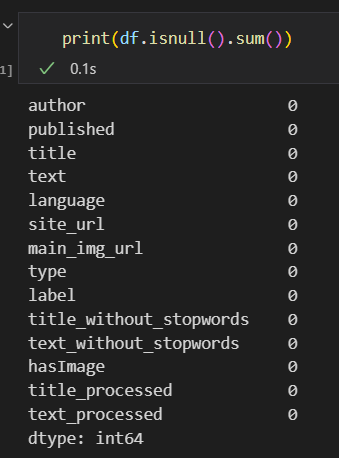 print(df.isnull().sum())
1]
0.1s
author 0
published 0
title 0
text 0
language 0
site_url 0
main_img_url 0
type 0
label 0
title_without_stopwords 0
text_without_stopwords 0
hasImage 0
title_processed 0
text_processed 0
dtype: int64